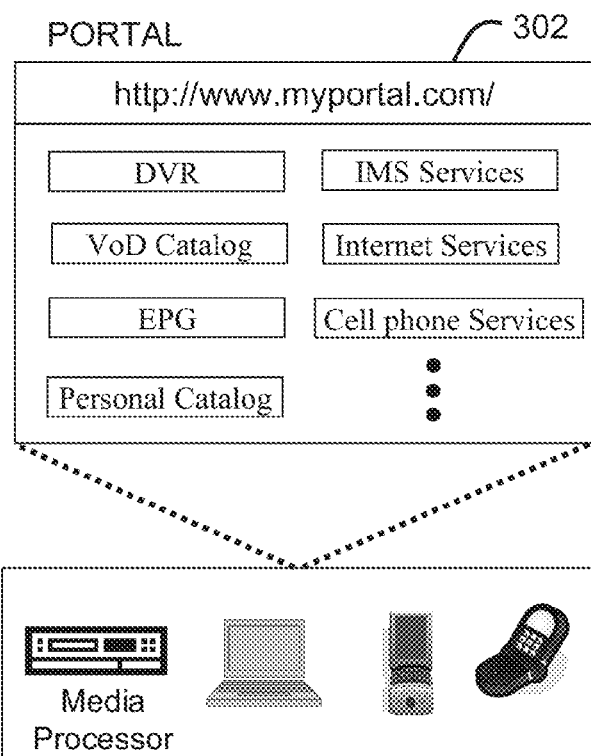 PORTAL
302
http://www.myportal.com/
DVR
IMS Services
VoD Catalog
Internet Services
EPG
Cell phone Services
Personal Catalog
Media
Processor